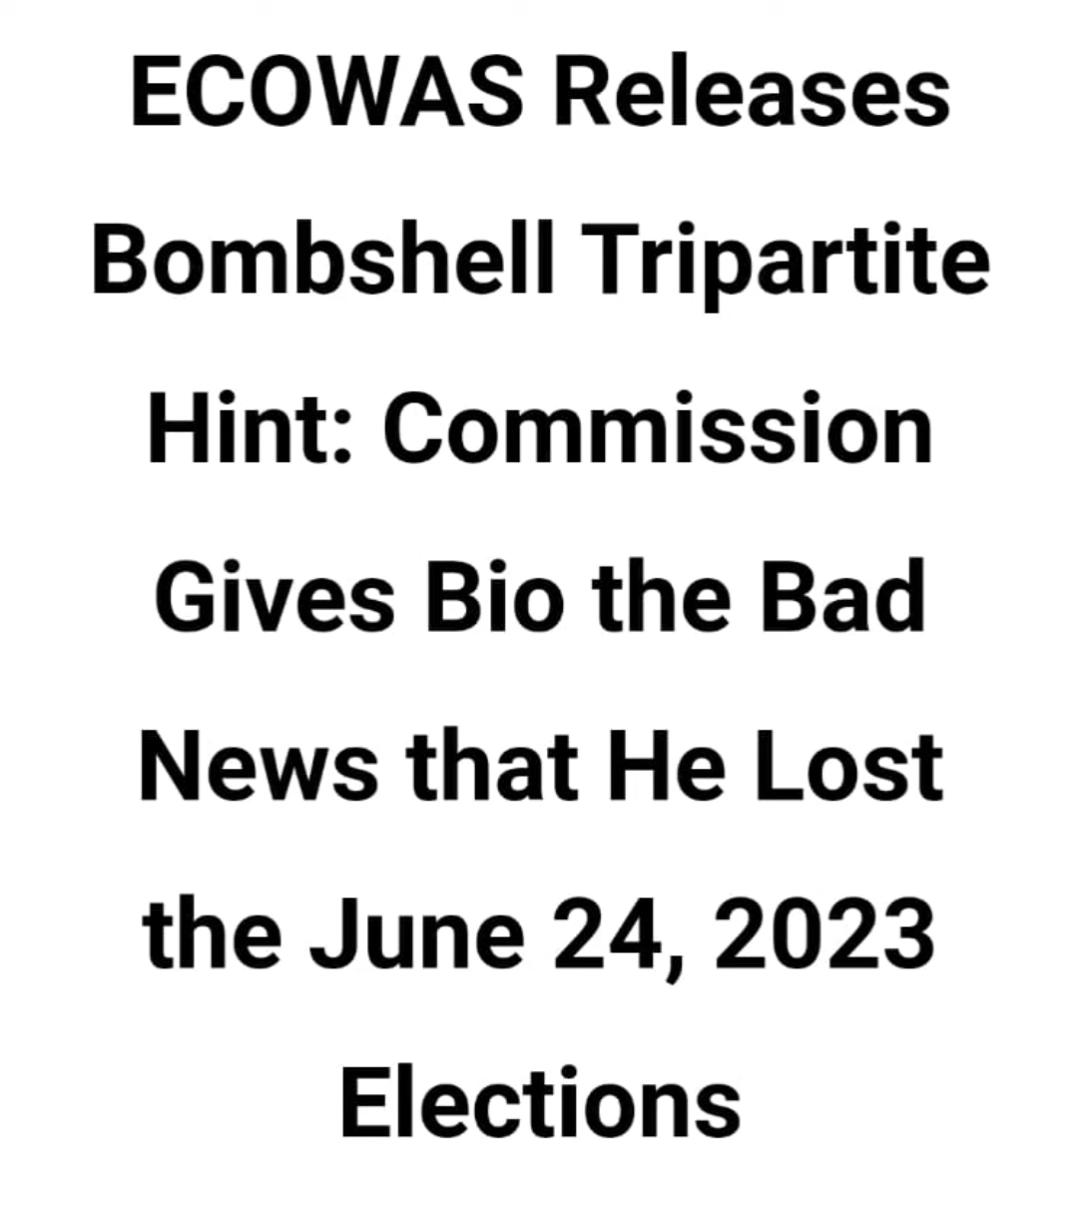 ECOWAS Releases
Bombshell Tripartite
Hint: Commission
Gives Bio the Bad
News that He Lost
the June 24, 2023
Elections